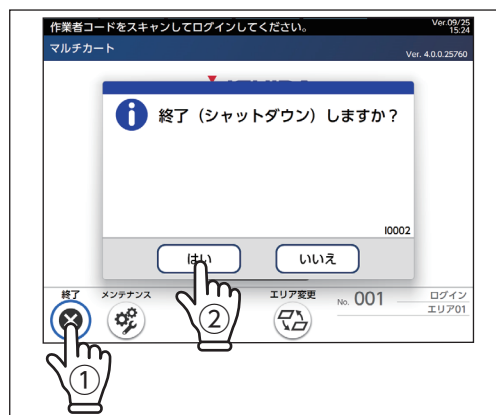 作業者コードをスキャンしてログインしてください。
Ver.09/25
15:24
マルチカート
Ver. 4.0.0.25760
終了（シャットダウン）しますか？
I0002
はい
いいえ
終了
メンテナンス
エリア変更
No. 001
ログイン
エリア01
①
②